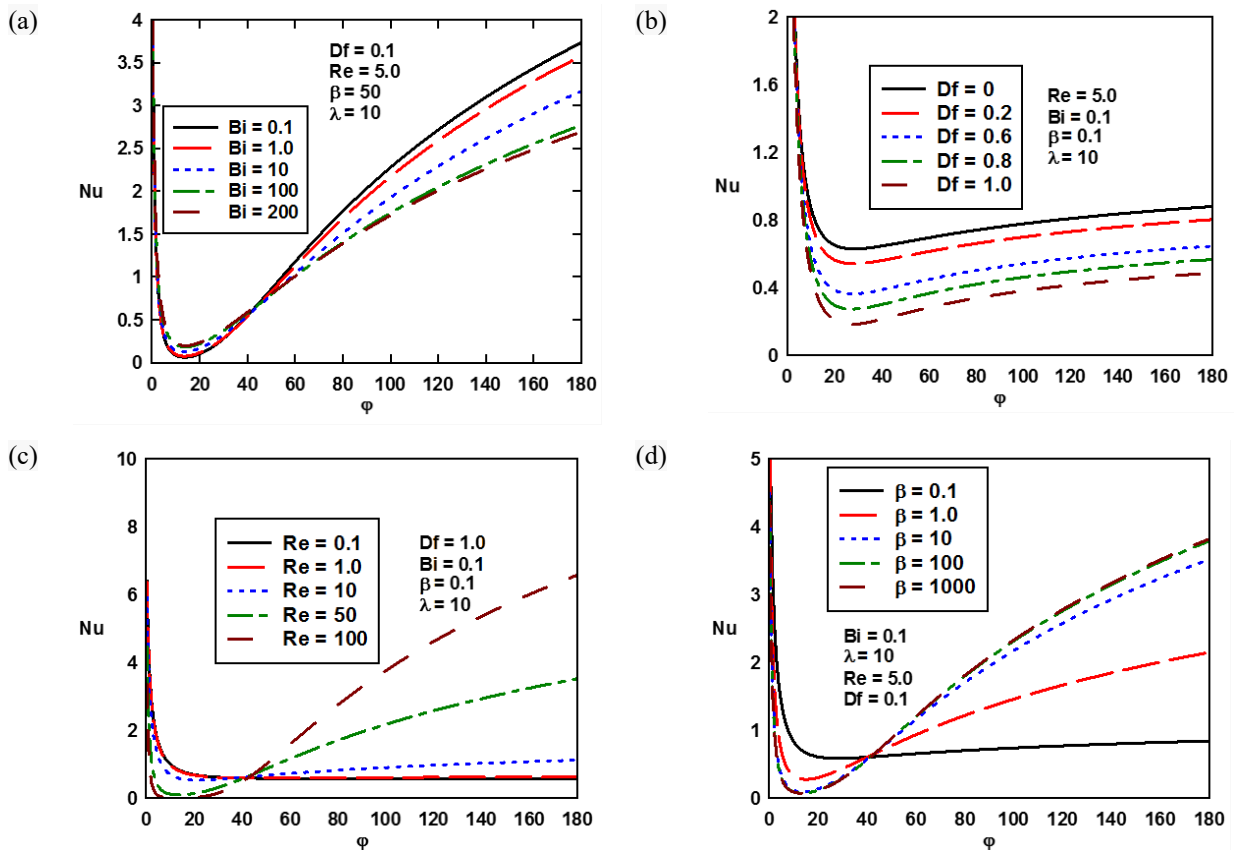 (a)
4
3.5
3
2.5
2
1.5
1
0.5
0
Nu
Df = 0.1
Re = 5.0
β = 50
λ = 10
Bi = 0.1
Bi = 1.0
Bi = 10
Bi = 100
Bi = 200
0 20 40 60 80 100 120 140 160 180
φ
(b)
2
1.6
1.2
0.8
0.4
0
Nu
Df = 0
Df = 0.2
Df = 0.6
Df = 0.8
Df = 1.0
Re = 5.0
Bi = 0.1
β = 0.1
λ = 10
0 20 40 60 80 100 120 140 160 180
φ
(c)
10
8
6
4
2
0
Nu
Re = 0.1
Re = 1.0
Re = 10
Re = 50
Re = 100
Df = 1.0
Bi = 0.1
β = 0.1
λ = 10
0 20 40 60 80 100 120 140 160 180
φ
(d)
5
4
3
2
1
0
Nu
β = 0.1
β = 1.0
β = 10
β = 100
β = 1000
Bi = 0.1
λ = 10
Re = 5.0
Df = 0.1
0 20 40 60 80 100 120 140 160 180
φ